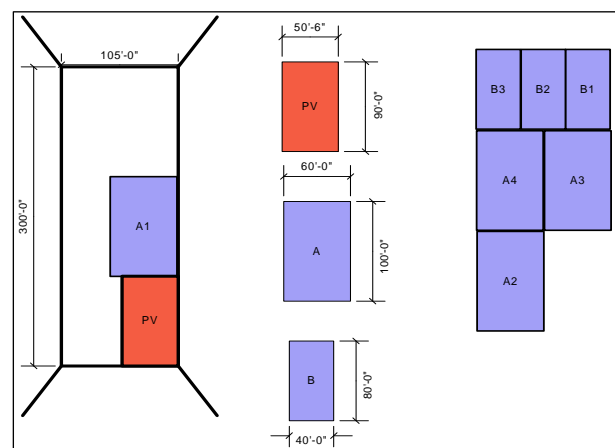 105'-0"
300'-0"
A1
PV
50'-6"
PV
90'-0"
60'-0"
A
100'-0"
B
80'-0"
40'-0"
B3 B2 B1
A4 A3
A2